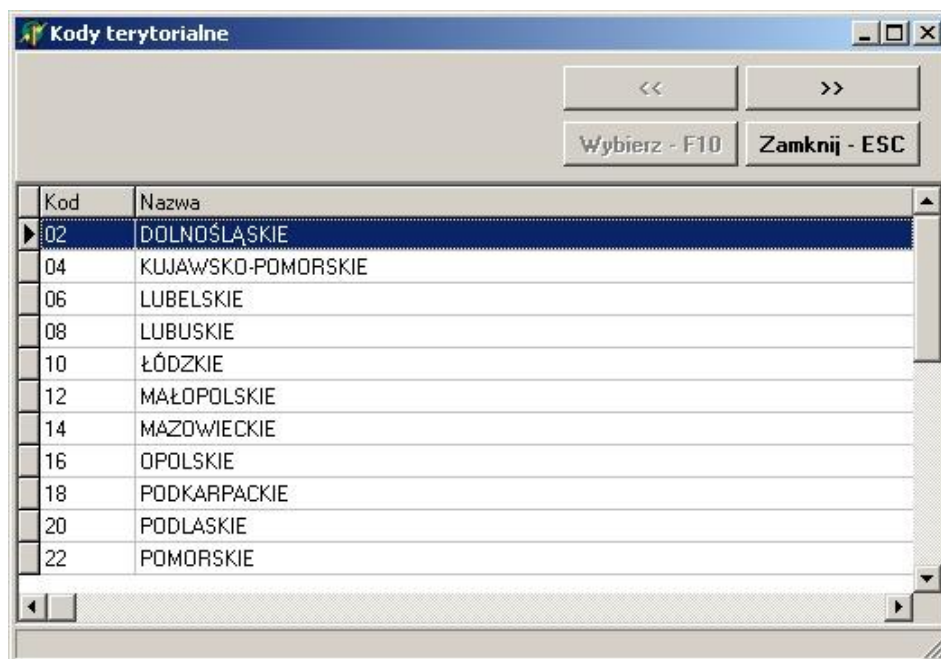 Kody terytorialne
<< >>
Wybierz - F10 Zamknij - ESC
Kod Nazwa
02 DOLNOŚLĄSKIE
04 KUJAWSKO-POMORSKIE
06 LUBELSKIE
08 LUBUSKIE
10 ŁÓDZKIE
12 MAŁOPOLSKIE
14 MAZOWIECKIE
16 OPOLSKIE
18 PODKARPACKIE
20 PODLASKIE
22 POMORSKIE